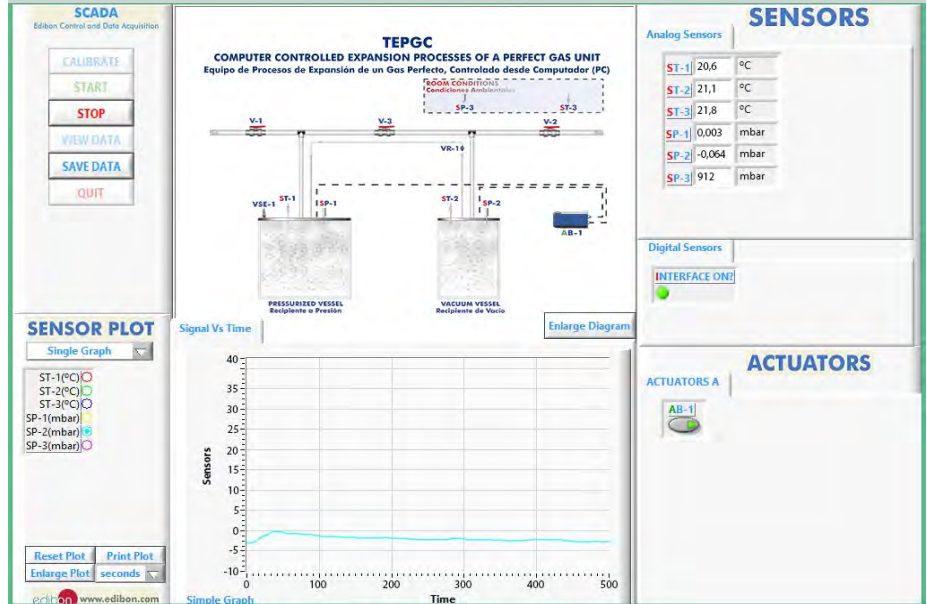 SCADA
Edibon Control and Data Acquisition
CALIBRATE
START
STOP
VIEW DATA
SAVE DATA
QUIT
TEPGC
COMPUTER CONTROLLED EXPANSION PROCESSES OF A PERFECT GAS UNIT
Equipo de Procesos de Expansión de un Gas Perfecto, Controlado desde Computador (PC)
ROOM CONDITIONS
Condiciones Ambientales
SP-3 ST-3
V-1 V-3 V-2
VR-1
VSE-1 ST-1 SP-1 ST-2 SP-2
AB-1
PRESSURIZED VESSEL
Recipiente a Presión
VACUUM VESSEL
Recipiente de Vacio
Enlarge Diagram
SENSORS
Analog Sensors
ST-1 20,6 ºC
ST-2 21,1 ºC
ST-3 21,8 ºC
SP-1 0,003 mbar
SP-2 -0,064 mbar
SP-3 912 mbar
Digital Sensors
INTERFACE ON?
SENSOR PLOT
Single Graph
ST-1(ºC)
ST-2(ºC)
ST-3(ºC)
SP-1(mbar)
SP-2(mbar)
SP-3(mbar)
Reset Plot Print Plot
Enlarge Plot seconds
edibon www.edibon.com
Signal Vs Time
Sensors
40
35
30
25
20
15
10
5
0
-5
-10
0 100 200 300 400 500
Time
Simple Graph
ACTUATORS
ACTUATORS A
AB-1